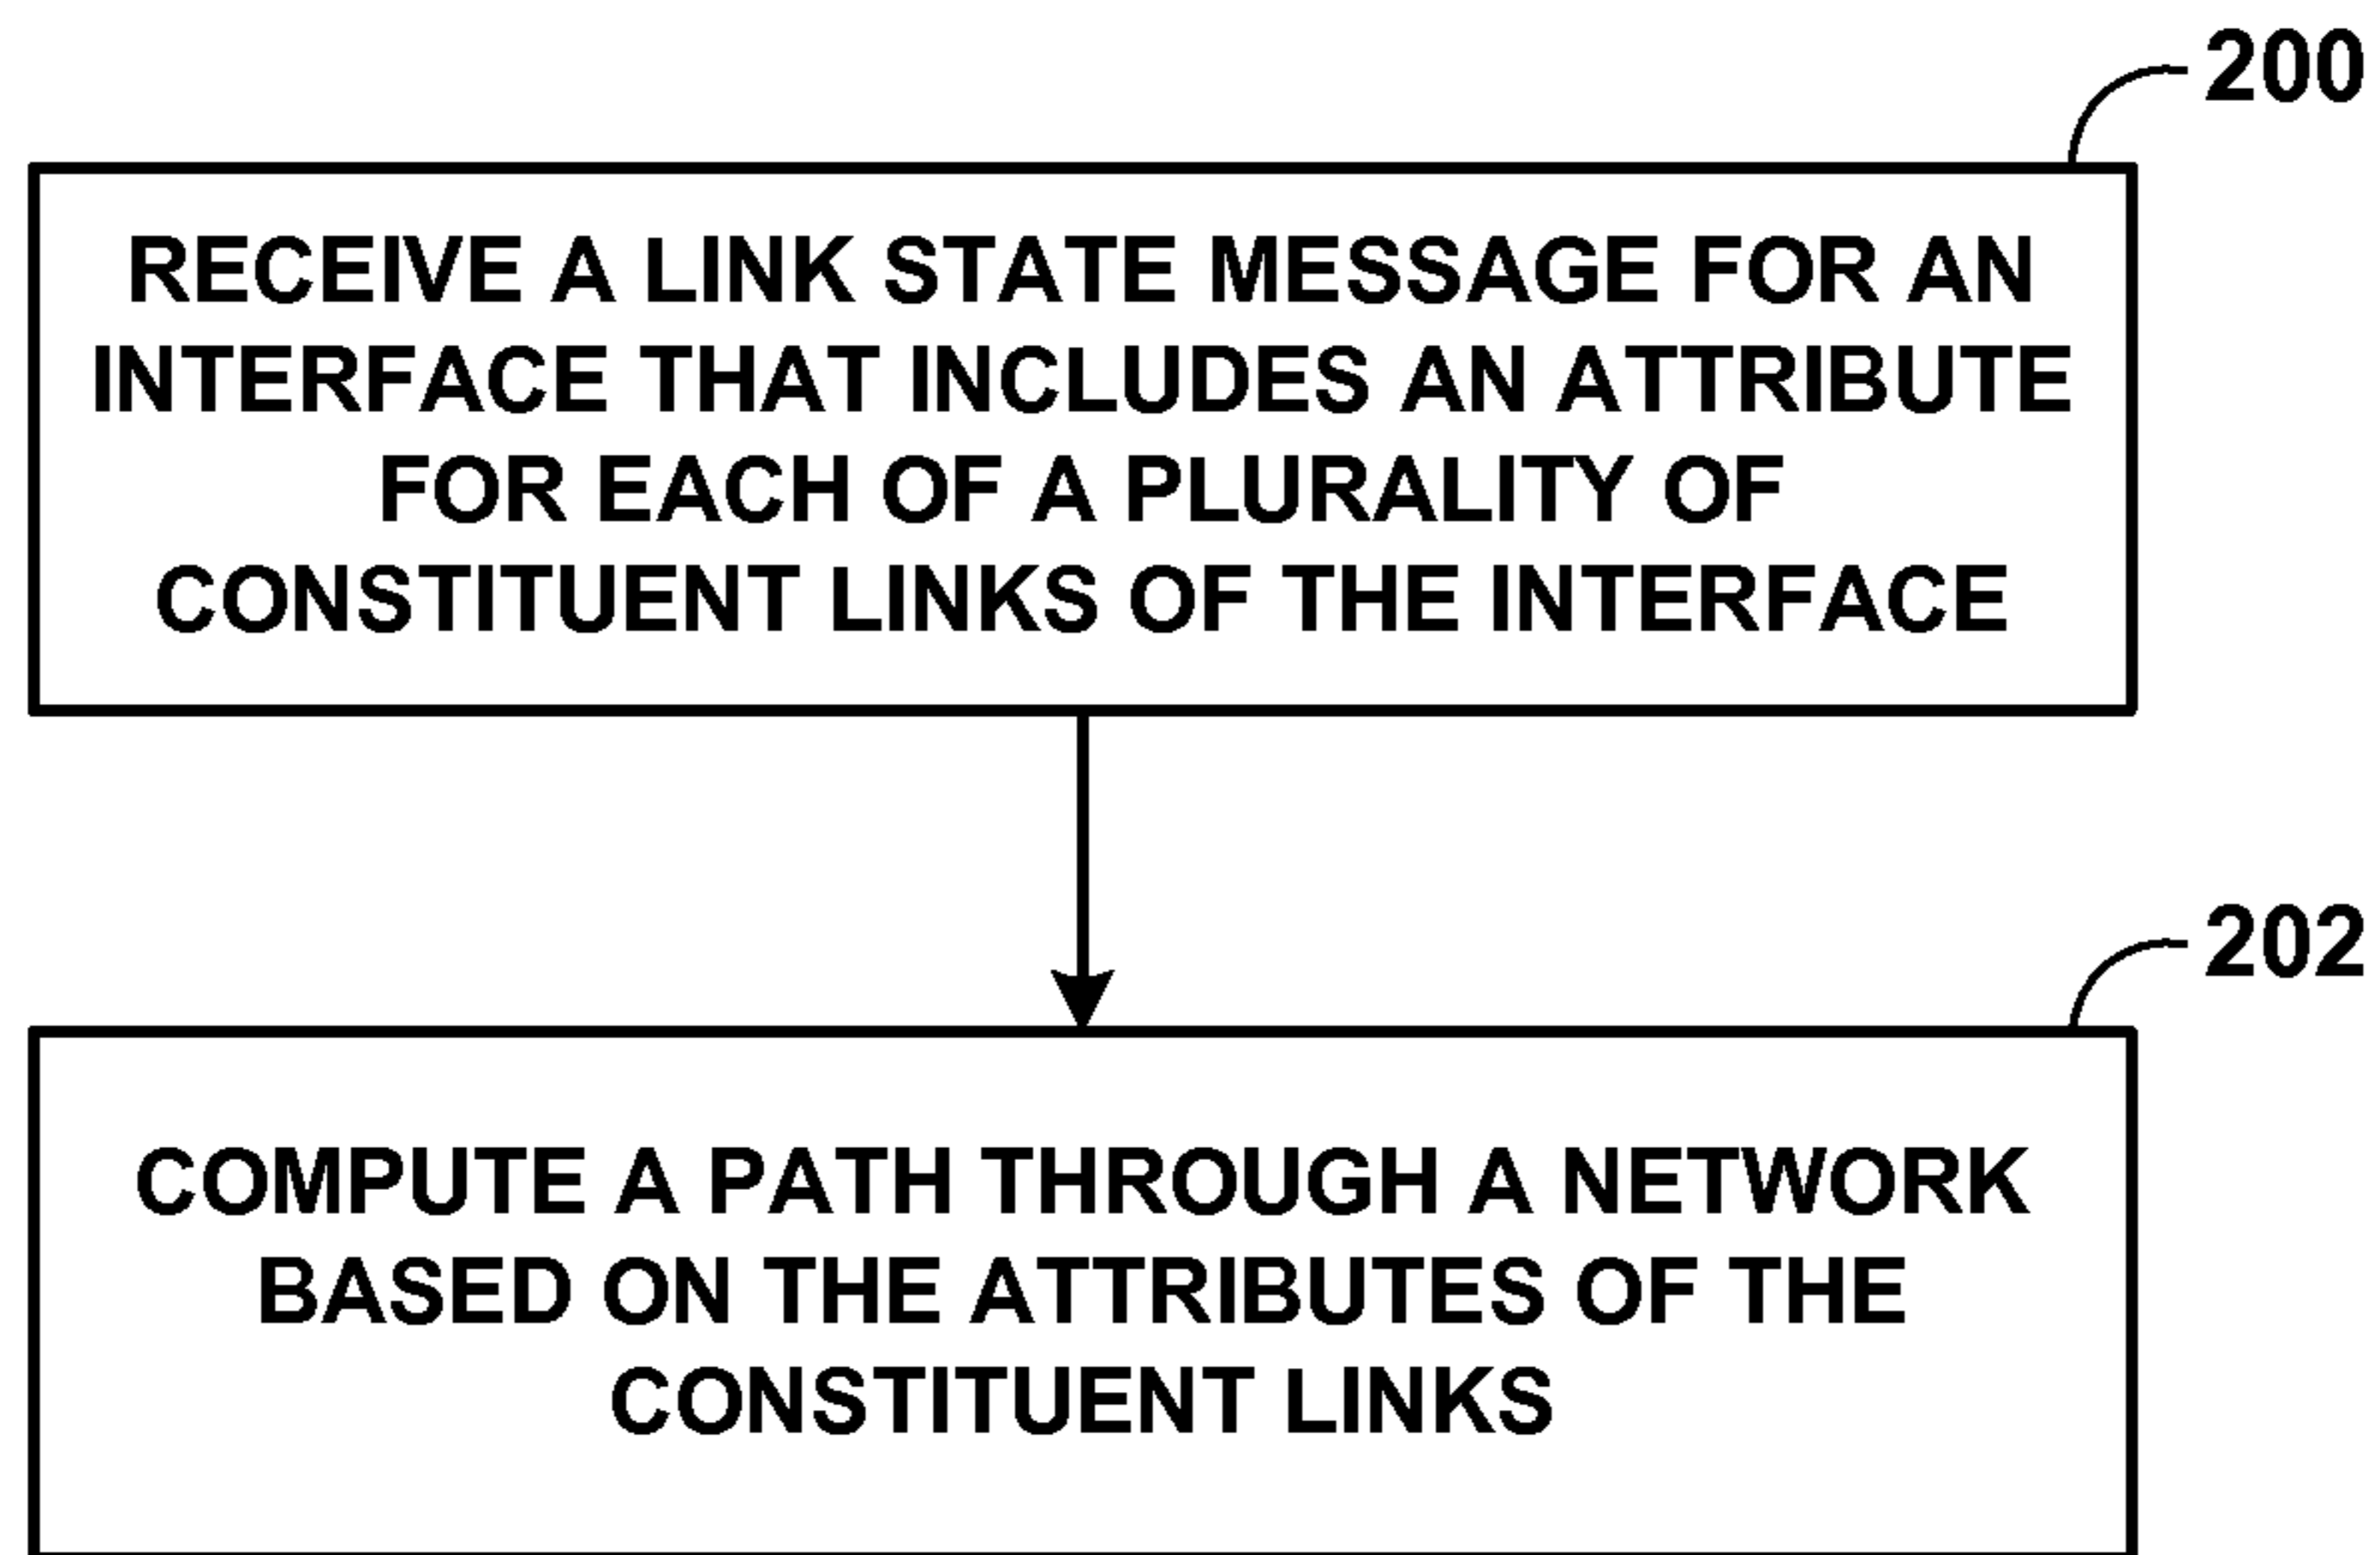 200
RECEIVE A LINK STATE MESSAGE FOR AN
INTERFACE THAT INCLUDES AN ATTRIBUTE
FOR EACH OF A PLURALITY OF
CONSTITUENT LINKS OF THE INTERFACE
202
COMPUTE A PATH THROUGH A NETWORK
BASED ON THE ATTRIBUTES OF THE
CONSTITUENT LINKS